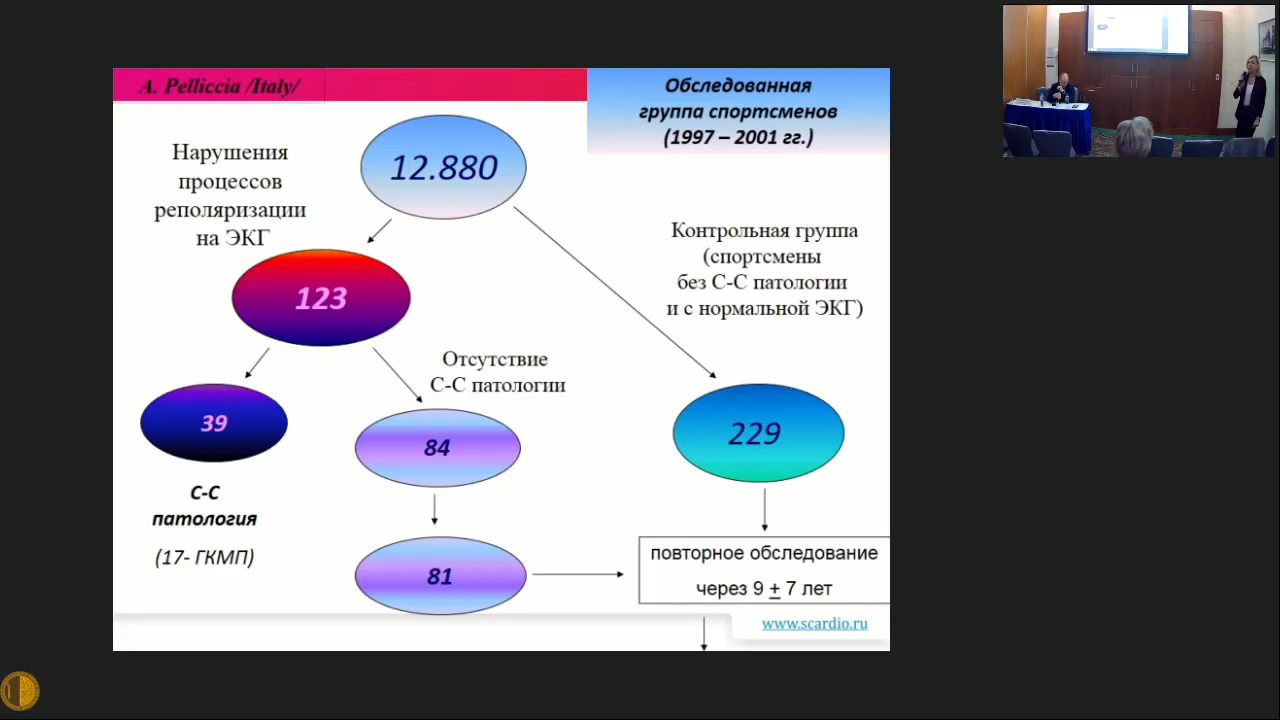 A. Pelliccia /Italy/
Обследованная
группа спортсменов
(1997 – 2001 гг.)
12.880
Нарушения
процессов
реполяризации
на ЭКГ
Контрольная группа
(спортсмены
без С-С патологии
и с нормальной ЭКГ)
123
Отсутствие
С-С патологии
39
84
229
С-С
патология
(17- ГКМП)
81
повторное обследование
через 9 ± 7 лет
www.scardio.ru